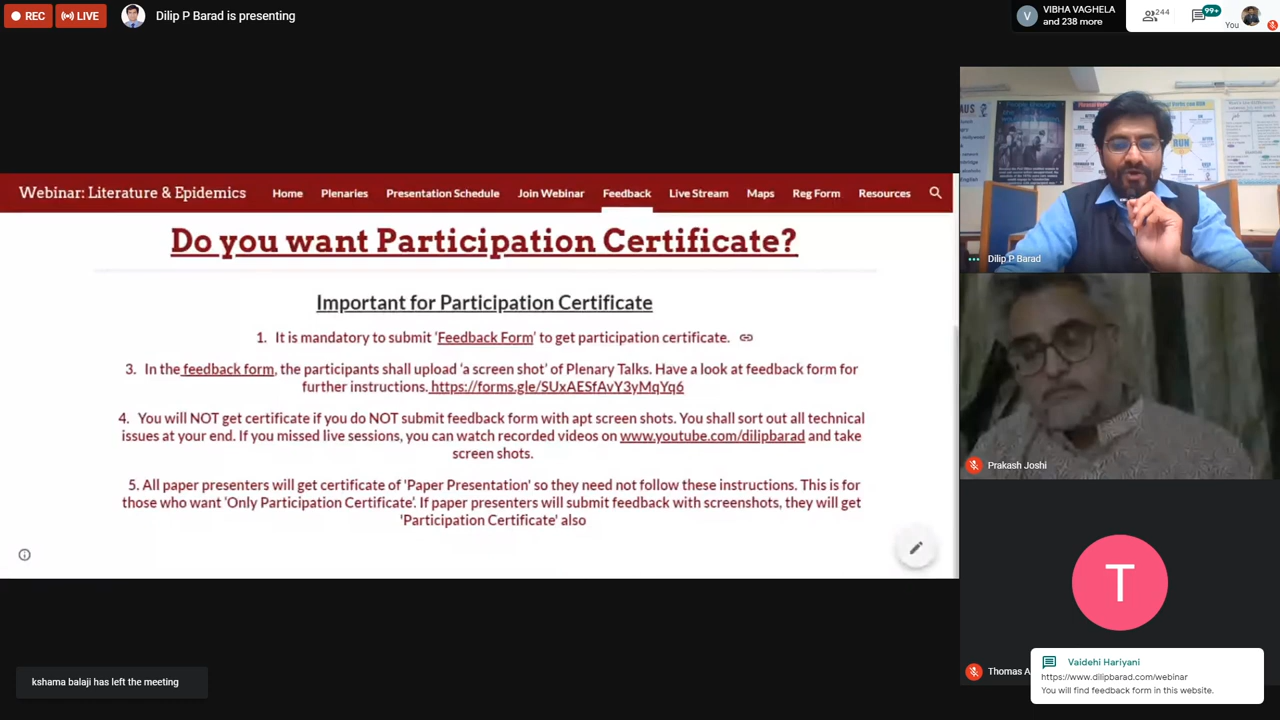 REC
LIVE
Dilip P Barad is presenting
V
VIBHA VAGHELA
and 238 more
244
99+
You
Webinar: Literature & Epidemics
Home
Plenaries
Presentation Schedule
Join Webinar
Feedback
Live Stream
Maps
Reg Form
Resources
Do you want Participation Certificate?
Important for Participation Certificate
1. It is mandatory to submit ‘Feedback Form’ to get participation certificate.
3. In the feedback form, the participants shall upload ‘a screen shot’ of Plenary Talks. Have a look at feedback form for
further instructions. https://forms.gle/SUxAESfAvY3yMqYq6
4. You will NOT get certificate if you do NOT submit feedback form with apt screen shots. You shall sort out all technical
issues at your end. If you missed live sessions, you can watch recorded videos on www.youtube.com/dilipbarad and take
screen shots.
5. All paper presenters will get certificate of 'Paper Presentation' so they need not follow these instructions. This is for
those who want 'Only Participation Certificate'. If paper presenters will submit feedback with screenshots, they will get
'Participation Certificate' also
RUN
Dilip P Barad
Prakash Joshi
T
Thomas A
Vaidehi Hariyani
https://www.dilipbarad.com/webinar
You will find feedback form in this website.
kshama balaji has left the meeting